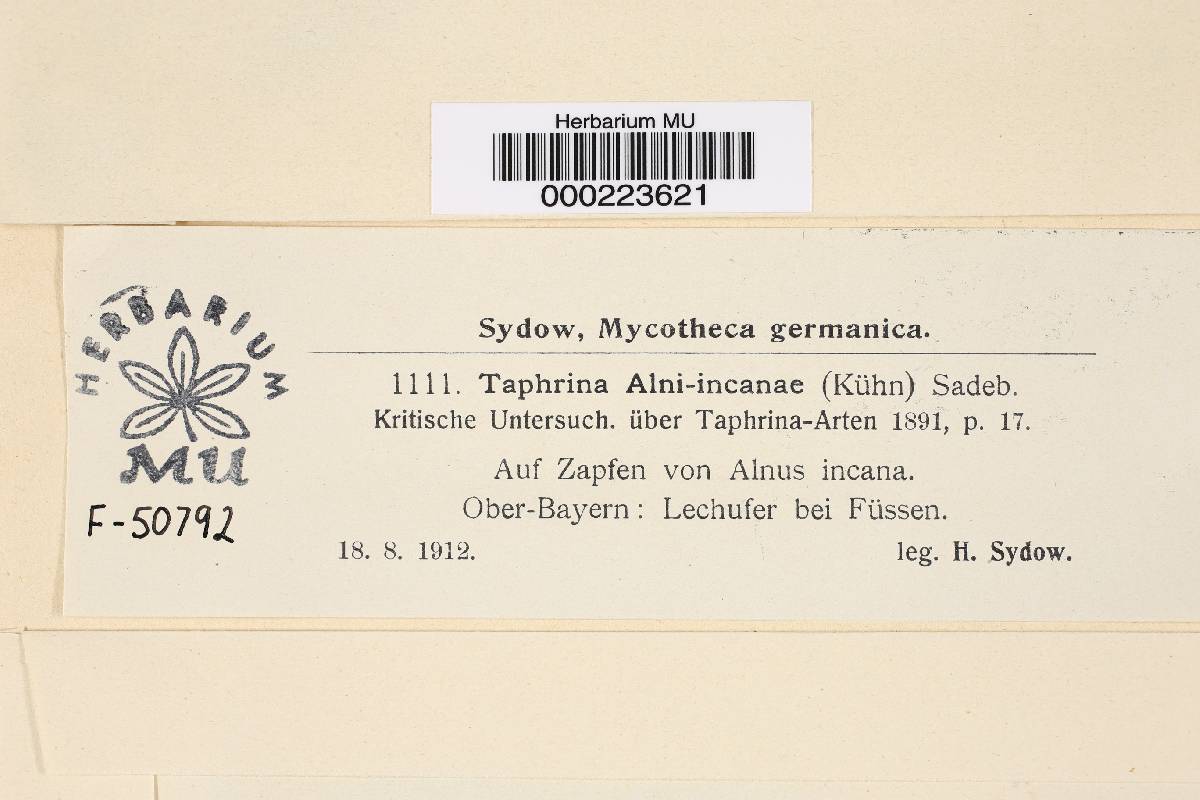 Herbarium MU
000223621
HERBARIUM
MU
F-50792
Sydow, Mycotheca germanica.
1111. Taphrina Alni-incanae (Kühn) Sadeb.
Kritische Untersuch. über Taphrina-Arten 1891, p. 17.
Auf Zapfen von Alnus incana.
Ober-Bayern: Lechufer bei Füssen.
18. 8. 1912. leg. H. Sydow.